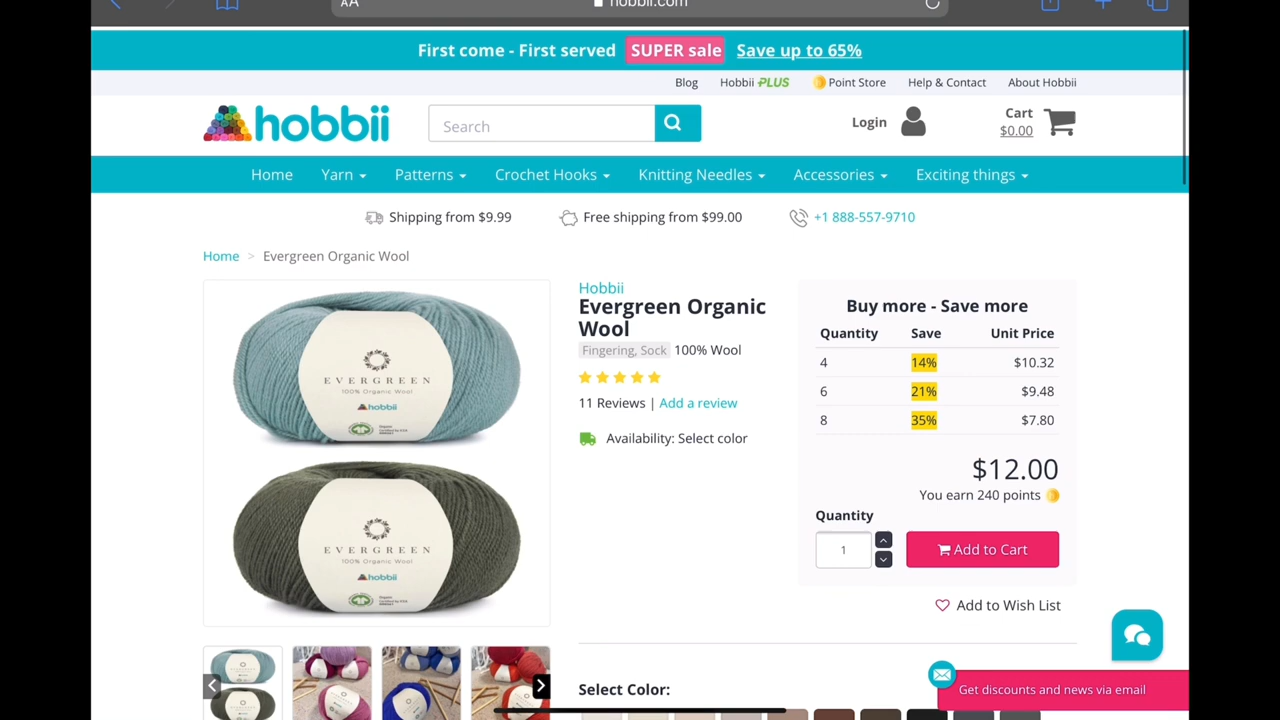 AA
hobbii.com
First come - First served SUPER sale Save up to 65%
Blog Hobbii PLUS Point Store Help & Contact About Hobbii
hobbii
Search
Login
Cart
$0.00
Home Yarn Patterns Crochet Hooks Knitting Needles Accessories Exciting things
Shipping from $9.99 Free shipping from $99.00 +1 888-557-9710
Home > Evergreen Organic Wool
EVERGREEN
100% Organic Wool
hobbii
EVERGREEN
100% Organic Wool
hobbii
Hobbii
Evergreen Organic
Wool
Fingering, Sock 100% Wool
11 Reviews | Add a review
Availability: Select color
Buy more - Save more
Quantity Save Unit Price
4 14% $10.32
6 21% $9.48
8 35% $7.80
$12.00
You earn 240 points
Quantity
1
Add to Cart
Add to Wish List
Select Color:
Get discounts and news via email